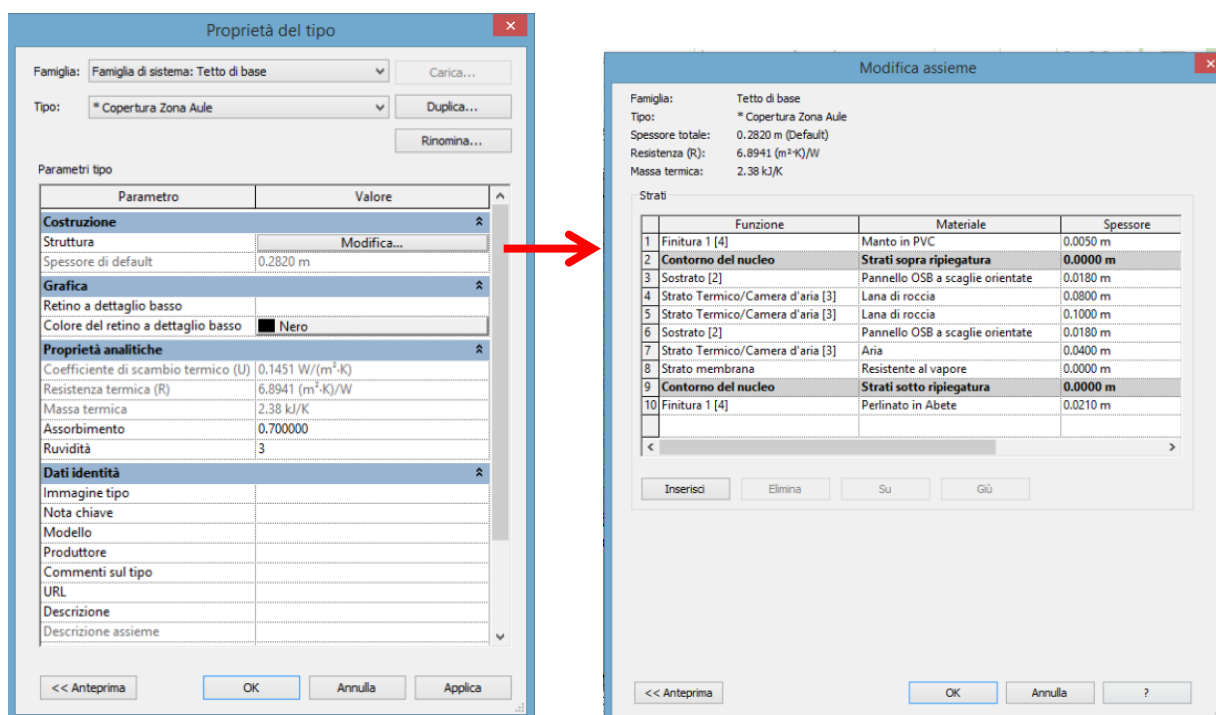 Proprietà del tipo
Famiglia: Famiglia di sistema: Tetto di base Carica...
Tipo: * Copertura Zona Aule Duplica...
Rinomina...
Parametri tipo
Parametro Valore
Costruzione
Struttura Modifica...
Spessore di default 0.2820 m
Grafica
Retino a dettaglio basso
Colore del retino a dettaglio basso Nero
Proprietà analitiche
Coefficiente di scambio termico (U) 0.1451 W/(m²·K)
Resistenza termica (R) 6.8941 (m²·K)/W
Massa termica 2.38 kJ/K
Assorbimento 0.700000
Ruvidità 3
Dati identità
Immagine tipo
Nota chiave
Modello
Produttore
Commenti sul tipo
URL
Descrizione
Descrizione assieme
<< Anteprima OK Annulla Applica
Modifica assieme
Famiglia: Tetto di base
Tipo: * Copertura Zona Aule
Spessore totale: 0.2820 m (Default)
Resistenza (R): 6.8941 (m²·K)/W
Massa termica: 2.38 kJ/K
Strati
Funzione Materiale Spessore
1 Finitura 1 [4] Manto in PVC 0.0050 m
2 Contorno del nucleo Strati sopra ripiegatura 0.0000 m
3 Sostrato [2] Pannello OSB a scaglie orientate 0.0180 m
4 Strato Termico/Camera d'aria [3] Lana di roccia 0.0800 m
5 Strato Termico/Camera d'aria [3] Lana di roccia 0.1000 m
6 Sostrato [2] Pannello OSB a scaglie orientate 0.0180 m
7 Strato Termico/Camera d'aria [3] Aria 0.0400 m
8 Strato membrana Resistente al vapore 0.0000 m
9 Contorno del nucleo Strati sotto ripiegatura 0.0000 m
10 Finitura 1 [4] Perlinato in Abete 0.0210 m
Inserisci Elimina Su Giù
<< Anteprima OK Annulla ?